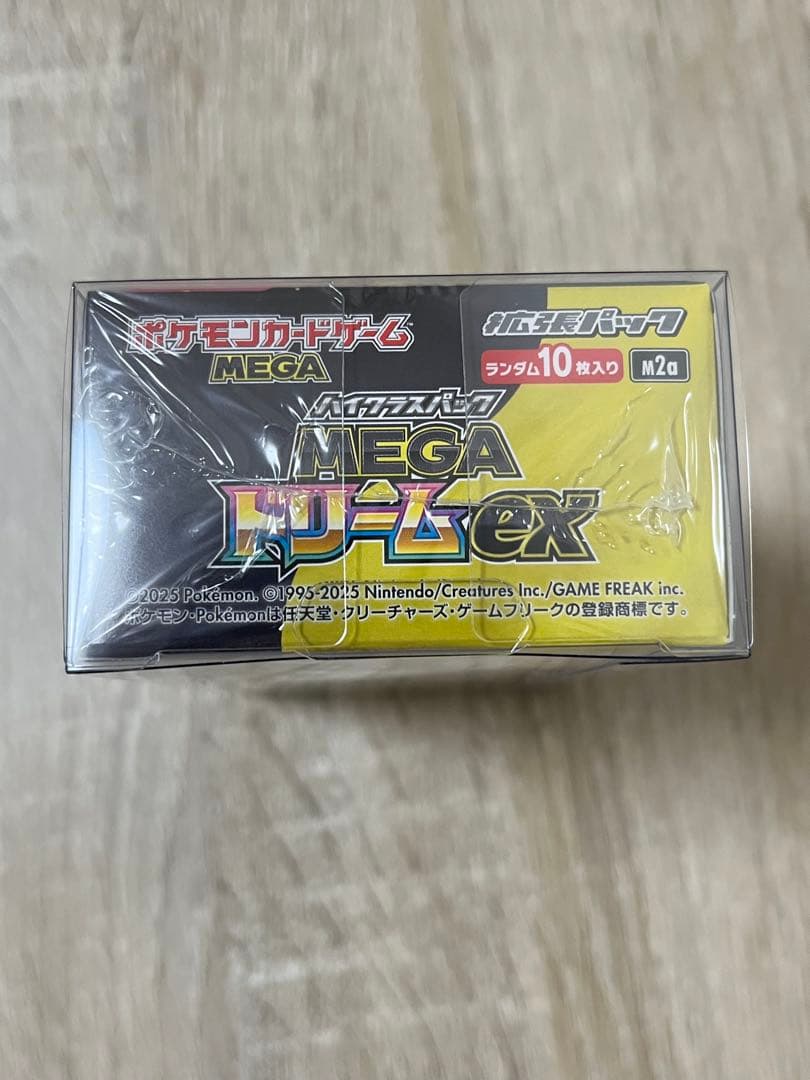 ポケモンカードゲーム
MEGA
拡張パック
ランダム10枚入り M2a
ハイクラスパック
MEGA
ドリームex
©2025 Pokémon. ©1995-2025 Nintendo/Creatures Inc./GAME FREAK inc.
ポケモン・Pokémonは任天堂・クリーチャーズ・ゲームフリークの登録商標です。